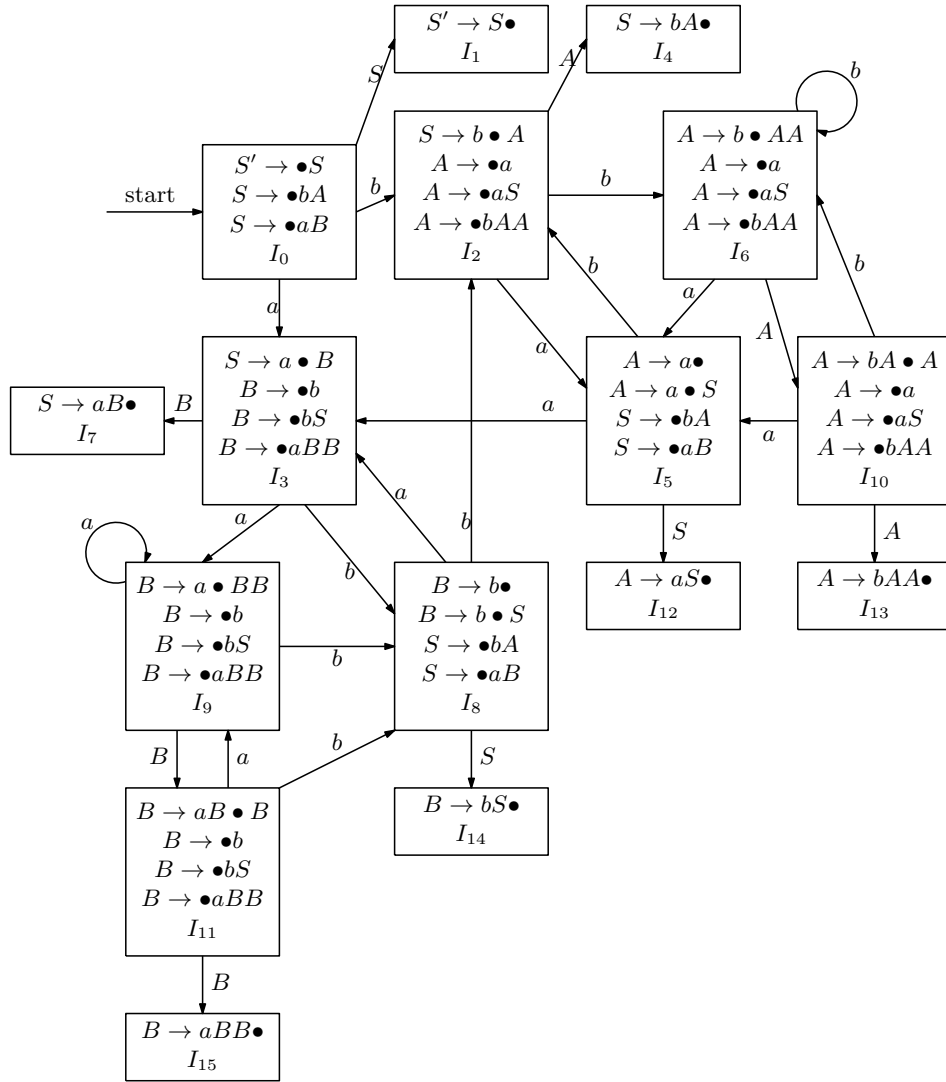 S′ → S●
I₁
S → bA●
I₄
S
A
b
S → b ● A
A → ●a
A → ●aS
A → ●bAA
I₂
A → b ● AA
A → ●a
A → ●aS
A → ●bAA
I₆
start
S′ → ●S
S → ●bA
S → ●aB
I₀
b
b
b
b
a
a
A
a
S → a ● B
B → ●b
B → ●bS
B → ●aBB
I₃
A → a●
A → a ● S
S → ●bA
S → ●aB
I₅
A → bA ● A
A → ●a
A → ●aS
A → ●bAA
I₁₀
S → aB●
I₇
B
a
a
a
a
a
b
b
S
A
B → a ● BB
B → ●b
B → ●bS
B → ●aBB
I₉
B → b●
B → b ● S
S → ●bA
S → ●aB
I₈
A → aS●
I₁₂
A → bAA●
I₁₃
b
B
a
b
S
B → aB ● B
B → ●b
B → ●bS
B → ●aBB
I₁₁
B → bS●
I₁₄
B
B → aBB●
I₁₅